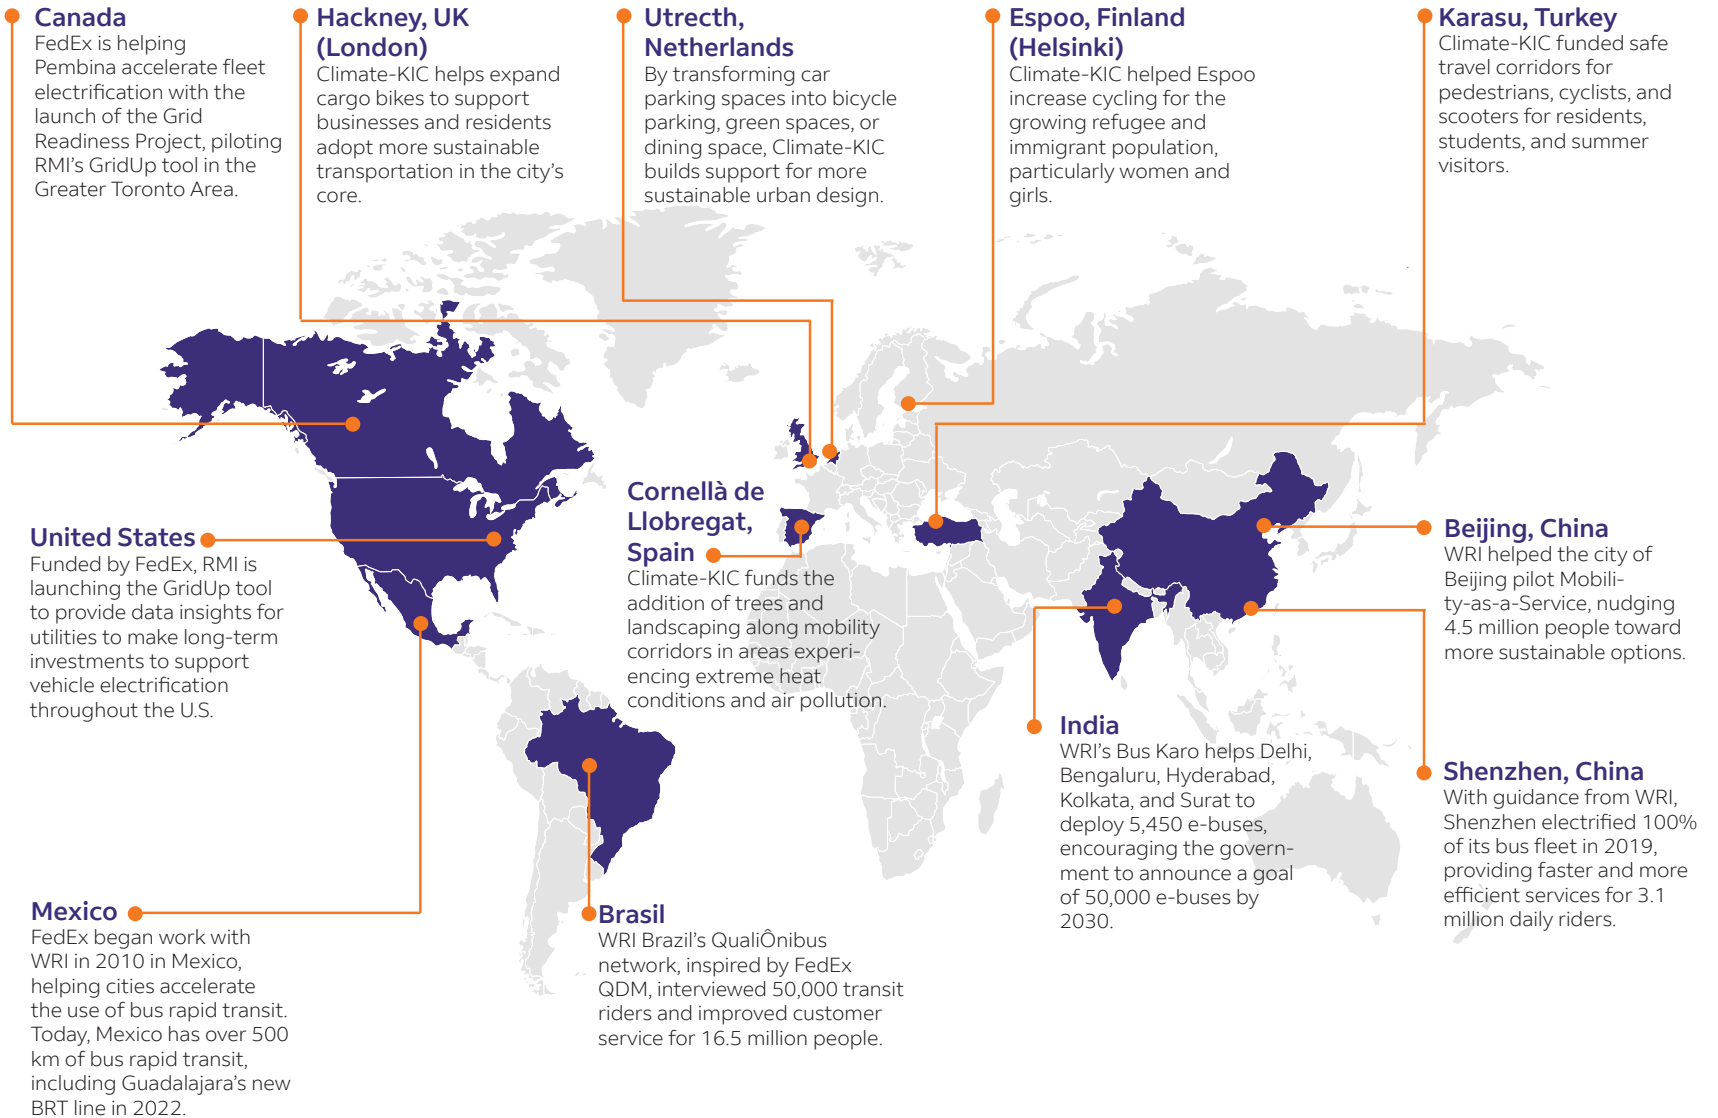 Canada
FedEx is helping
Pembina accelerate fleet
electrification with the
launch of the Grid
Readiness Project, piloting
RMI's GridUp tool in the
Greater Toronto Area.
Hackney, UK
(London)
Climate-KIC helps expand
cargo bikes to support
businesses and residents
adopt more sustainable
transportation in the city's
core.
Utrecth,
Netherlands
By transforming car
parking spaces into bicycle
parking, green spaces, or
dining space, Climate-KIC
builds support for more
sustainable urban design.
Espoo, Finland
(Helsinki)
Climate-KIC helped Espoo
increase cycling for the
growing refugee and
immigrant population,
particularly women and
girls.
Karasu, Turkey
Climate-KIC funded safe
travel corridors for
pedestrians, cyclists, and
scooters for residents,
students, and summer
visitors.
United States
Funded by FedEx, RMI is
launching the GridUp tool
to provide data insights for
utilities to make long-term
investments to support
vehicle electrification
throughout the U.S.
Cornellà de
Llobregat,
Spain
Climate-KIC funds the
addition of trees and
landscaping along mobility
corridors in areas experi-
encing extreme heat
conditions and air pollution.
Beijing, China
WRI helped the city of
Beijing pilot Mobili-
ty-as-a-Service, nudging
4.5 million people toward
more sustainable options.
India
WRI's Bus Karo helps Delhi,
Bengaluru, Hyderabad,
Kolkata, and Surat to
deploy 5,450 e-buses,
encouraging the govern-
ment to announce a goal
of 50,000 e-buses by
2030.
Shenzhen, China
With guidance from WRI,
Shenzhen electrified 100%
of its bus fleet in 2019,
providing faster and more
efficient services for 3.1
million daily riders.
Mexico
FedEx began work with
WRI in 2010 in Mexico,
helping cities accelerate
the use of bus rapid transit.
Today, Mexico has over 500
km of bus rapid transit,
including Guadalajara's new
BRT line in 2022.
Brasil
WRI Brazil's QualiÔnibus
network, inspired by FedEx
QDM, interviewed 50,000 transit
riders and improved customer
service for 16.5 million people.